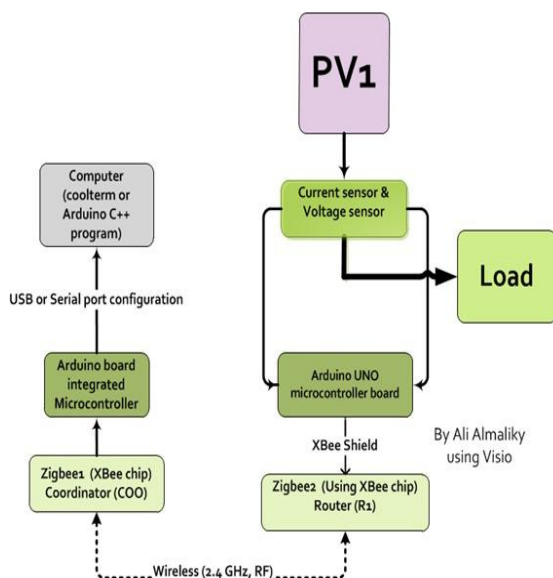 PV1
Current sensor &
Voltage sensor
Load
Computer
(coolterm or
Arduino C++
program)
USB or Serial port configuration
Arduino board
integrated
Microcontroller
Arduino UNO
microcontroller board
XBee Shield
By Ali Almaliky
using Visio
Zigbee1 (XBee chip)
Coordinator (COO)
Zigbee2 (Using XBee chip)
Router (R1)
Wireless (2.4 GHz, RF)